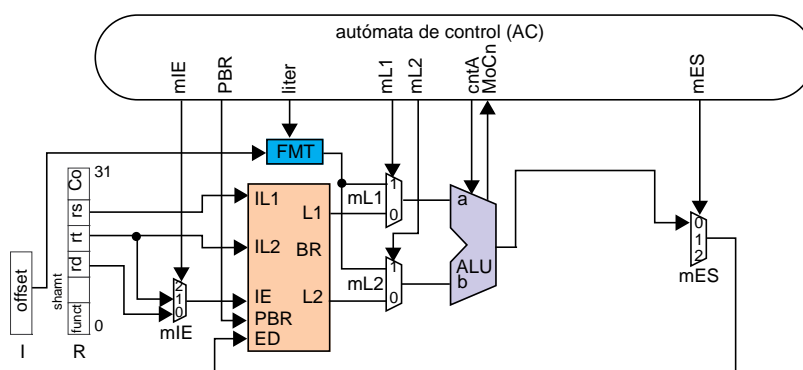 autómata de control (AC)
mIE
PBR
liter
mL1
mL2
cntA
MoCn
mES
FMT
Co
31
rs
rt
rd
shamt
funct
0
R
offset
I
2
1
0
mIE
IL1
IL2
IE
PBR
ED
L1
BR
L2
1
0
mL1
1
0
mL2
a
ALU
b
0
1
2
mES